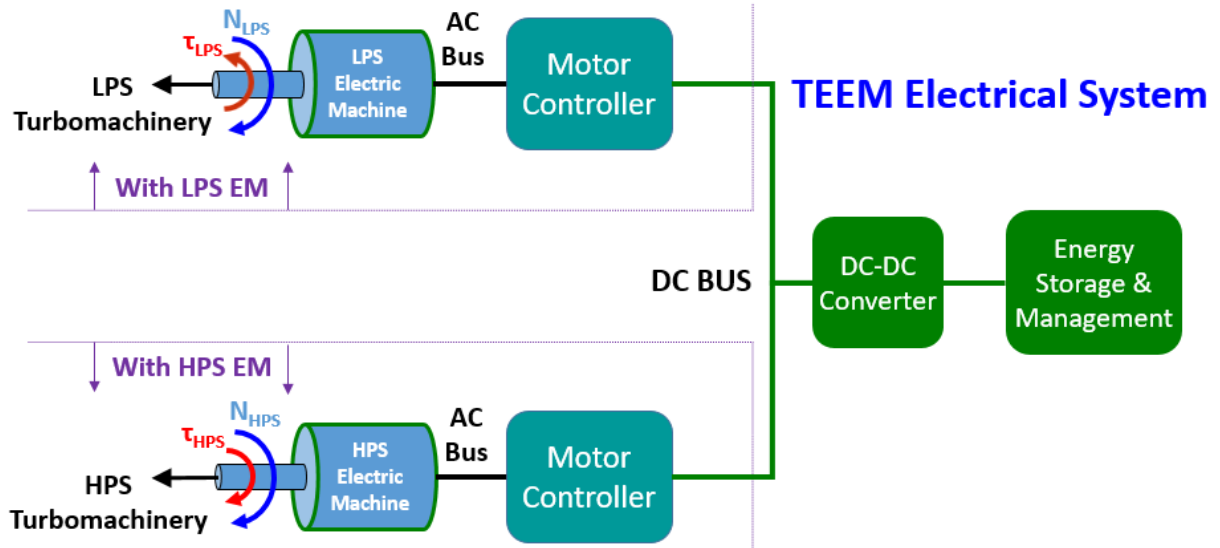 N_LPS
τ_LPS
LPS
Turbomachinery
LPS
Electric
Machine
AC
Bus
Motor
Controller
TEEM Electrical System
With LPS EM
DC BUS
DC-DC
Converter
Energy
Storage &
Management
With HPS EM
N_HPS
τ_HPS
HPS
Turbomachinery
HPS
Electric
Machine
AC
Bus
Motor
Controller